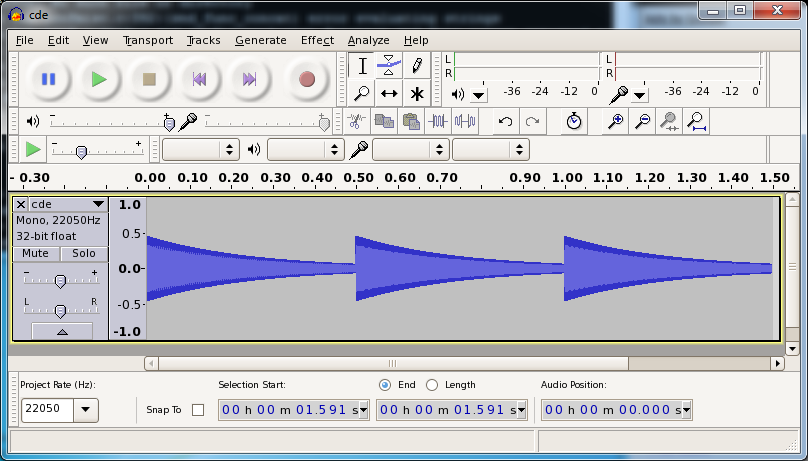 cde
File Edit View Transport Tracks Generate Effect Analyze Help
L
R
-36 -24 -12 0
L
R
-36 -24 -12 0
- +
- +
- +
- 0.30 0.00 0.10 0.20 0.30 0.40 0.50 0.60 0.70 0.80 0.90 1.00 1.10 1.20 1.30 1.40 1.50
cde
Mono, 22050Hz
32-bit float
Mute Solo
- +
L R
1.0
0.5-
0.0-
-0.5-
-1.0
Project Rate (Hz): Selection Start: End Length Audio Position:
22050 Snap To 00 h 00 m 01.591 s 00 h 00 m 01.591 s 00 h 00 m 00.000 s